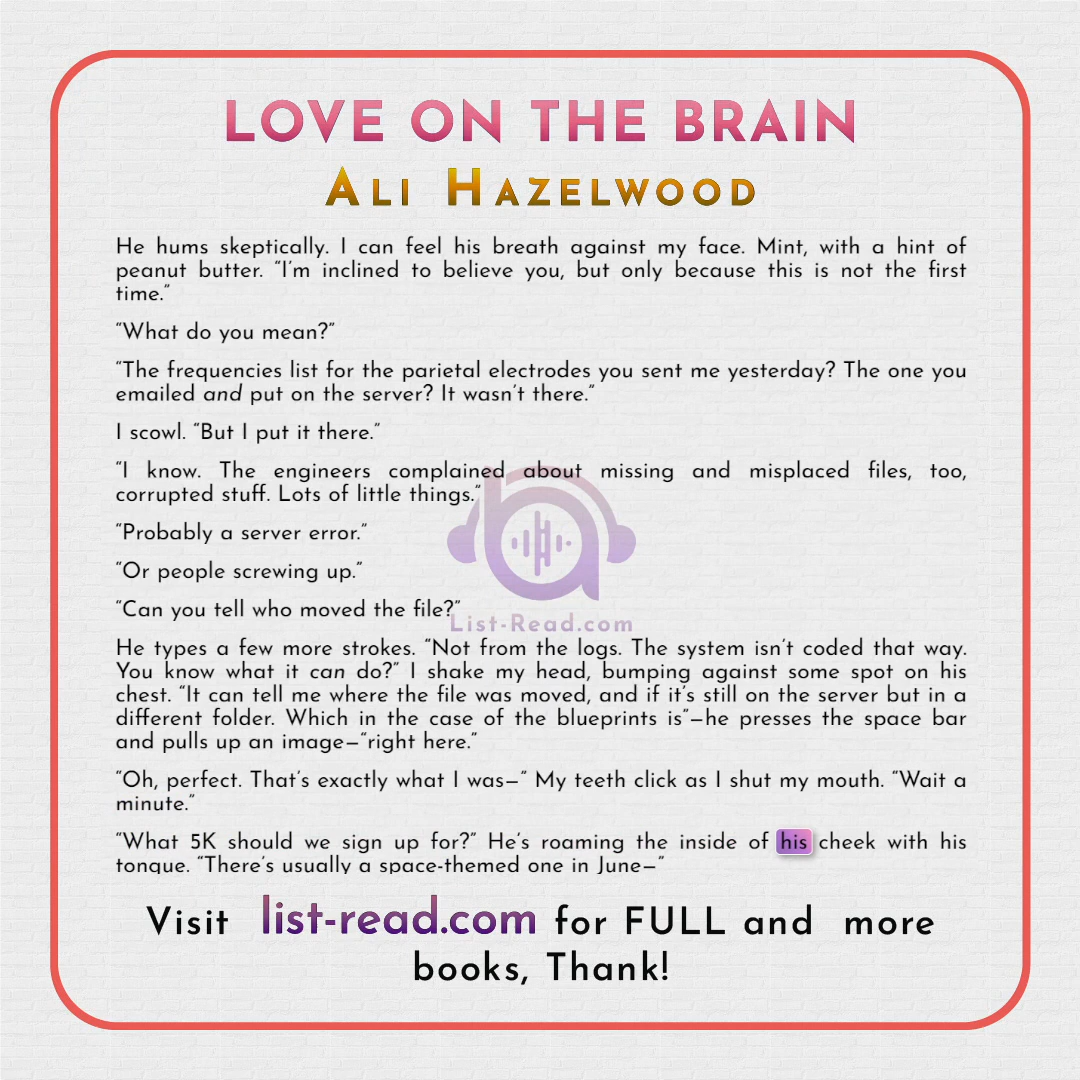 LOVE ON THE BRAIN
ALI HAZELWOOD
He hums skeptically. I can feel his breath against my face. Mint, with a hint of
peanut butter. “I’m inclined to believe you, but only because this is not the first
time.”
“What do you mean?”
“The frequencies list for the parietal electrodes you sent me yesterday? The one you
emailed and put on the server? It wasn’t there.”
I scowl. “But I put it there.”
“I know. The engineers complained about missing and misplaced files, too,
corrupted stuff. Lots of little things.”
“Probably a server error.”
“Or people screwing up.”
“Can you tell who moved the file?”
List-Read.com
He types a few more strokes. “Not from the logs. The system isn’t coded that way.
You know what it can do?” I shake my head, bumping against some spot on his
chest. “It can tell me where the file was moved, and if it’s still on the server but in a
different folder. Which in the case of the blueprints is”—he presses the space bar
and pulls up an image—“right here.”
“Oh, perfect. That’s exactly what I was—” My teeth click as I shut my mouth. “Wait a
minute.”
“What 5K should we sign up for?” He’s roaming the inside of his cheek with his
tongue. “There’s usually a space-themed one in June—”
Visit list-read.com for FULL and more
books, Thank!